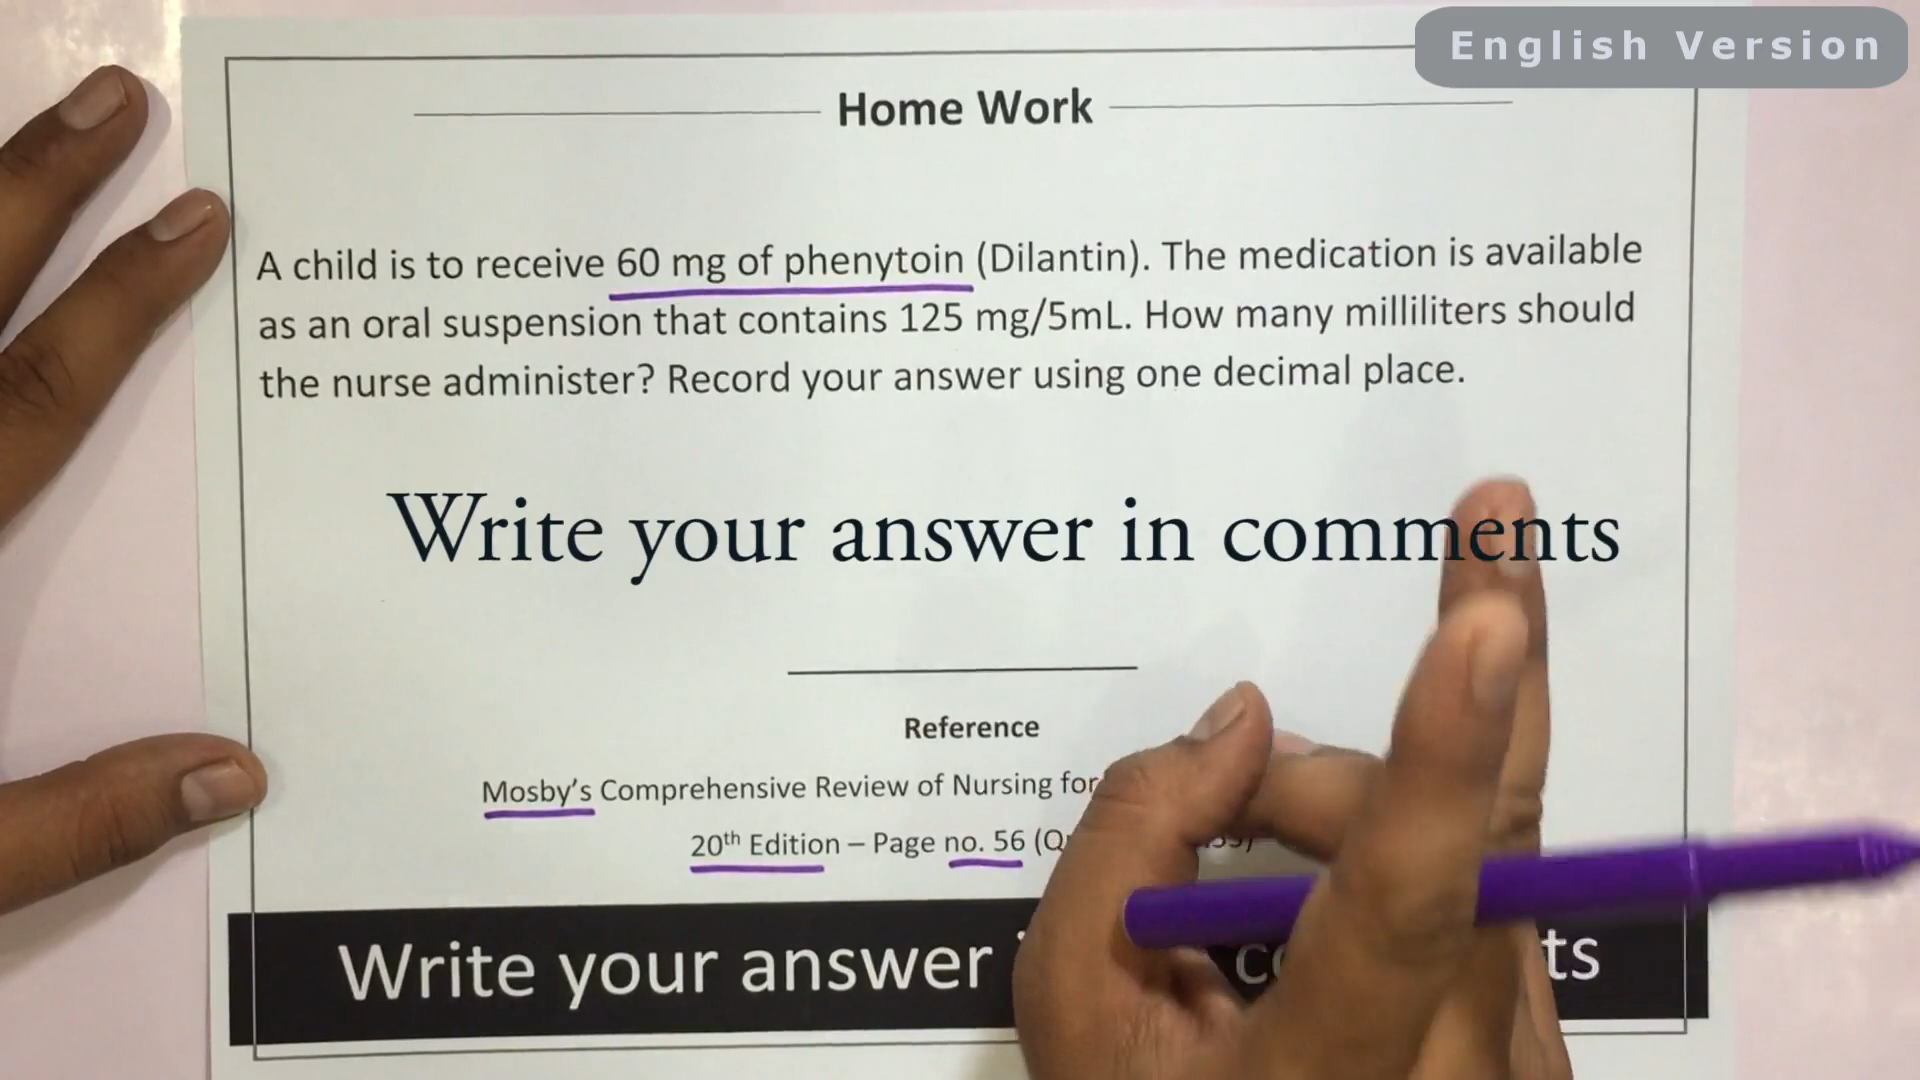 English Version
Home Work
A child is to receive 60 mg of phenytoin (Dilantin). The medication is available
as an oral suspension that contains 125 mg/5mL. How many milliliters should
the nurse administer? Record your answer using one decimal place.
Write your answer in comments
Reference
Mosby's Comprehensive Review of Nursing for
20th Edition – Page no. 56
Write your answer